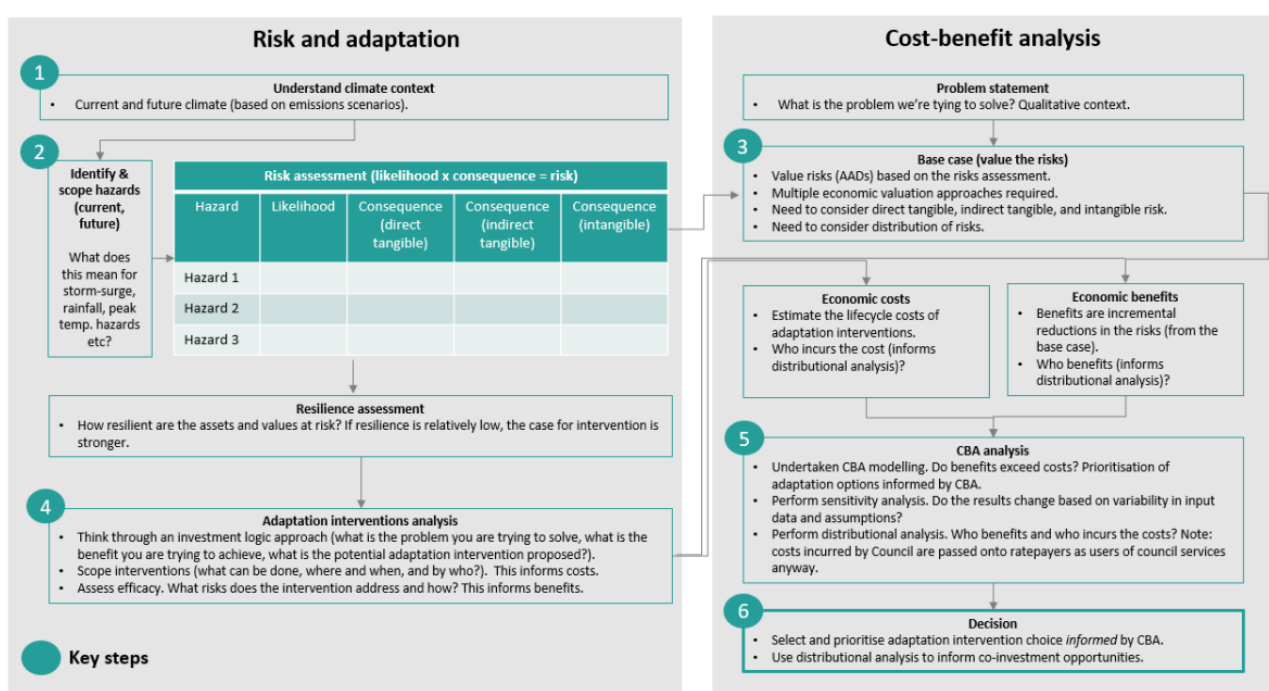 Risk and adaptation
1
Understand climate context
• Current and future climate (based on emissions scenarios).
2
Identify &
scope hazards
(current,
future)
What does
this mean for
storm-surge,
rainfall, peak
temp. hazards
etc?
Risk assessment (likelihood x consequence = risk)
Hazard
Likelihood
Consequence
(direct
tangible)
Consequence
(indirect
tangible)
Consequence
(intangible)
Hazard 1
Hazard 2
Hazard 3
Resilience assessment
• How resilient are the assets and values at risk? If resilience is relatively low, the case for intervention is
stronger.
4
Adaptation interventions analysis
• Think through an investment logic approach (what is the problem you are trying to solve, what is the
benefit you are trying to achieve, what is the potential adaptation intervention proposed?).
• Scope interventions (what can be done, where and when, and by who?). This informs costs.
• Assess efficacy. What risks does the intervention address and how? This informs benefits.
Key steps
Cost-benefit analysis
Problem statement
• What is the problem we're tying to solve? Qualitative context.
3
Base case (value the risks)
• Value risks (AADs) based on the risks assessment.
• Multiple economic valuation approaches required.
• Need to consider direct tangible, indirect tangible, and intangible risk.
• Need to consider distribution of risks.
Economic costs
• Estimate the lifecycle costs of
adaptation interventions.
• Who incurs the cost (informs
distributional analysis)?
Economic benefits
• Benefits are incremental
reductions in the risks (from the
base case).
• Who benefits (informs
distributional analysis)?
5
CBA analysis
• Undertaken CBA modelling. Do benefits exceed costs? Prioritisation of
adaptation options informed by CBA.
• Perform sensitivity analysis. Do the results change based on variability in input
data and assumptions?
• Perform distributional analysis. Who benefits and who incurs the costs? Note:
costs incurred by Council are passed onto ratepayers as users of council services
anyway.
6
Decision
• Select and prioritise adaptation intervention choice informed by CBA.
• Use distributional analysis to inform co-investment opportunities.